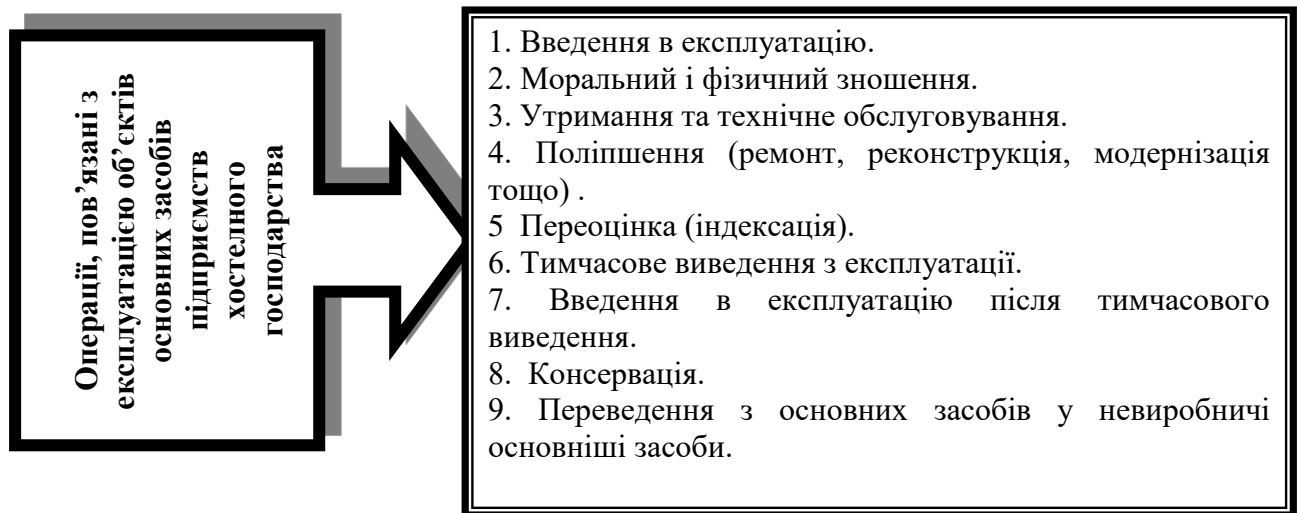 Операції, пов’язані з
експлуатацією об’єктів
основних засобів
підприємств
хостелного
господарства
1. Введення в експлуатацію.
2. Моральний і фізичний зношення.
3. Утримання та технічне обслуговування.
4. Поліпшення (ремонт, реконструкція, модернізація
тощо) .
5 Переоцінка (індексація).
6. Тимчасове виведення з експлуатації.
7. Введення в експлуатацію після тимчасового
виведення.
8. Консервація.
9. Переведення з основних засобів у невиробничі
основніші засоби.